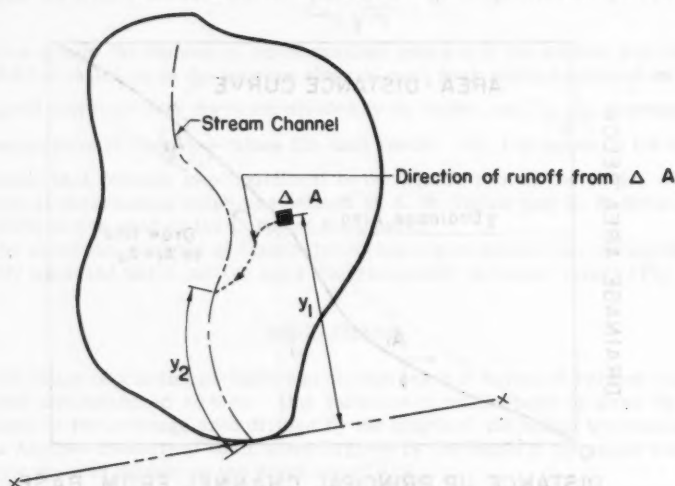 Stream Channel
Direction of runoff from △ A
△ A
y₁
y₂
x
x